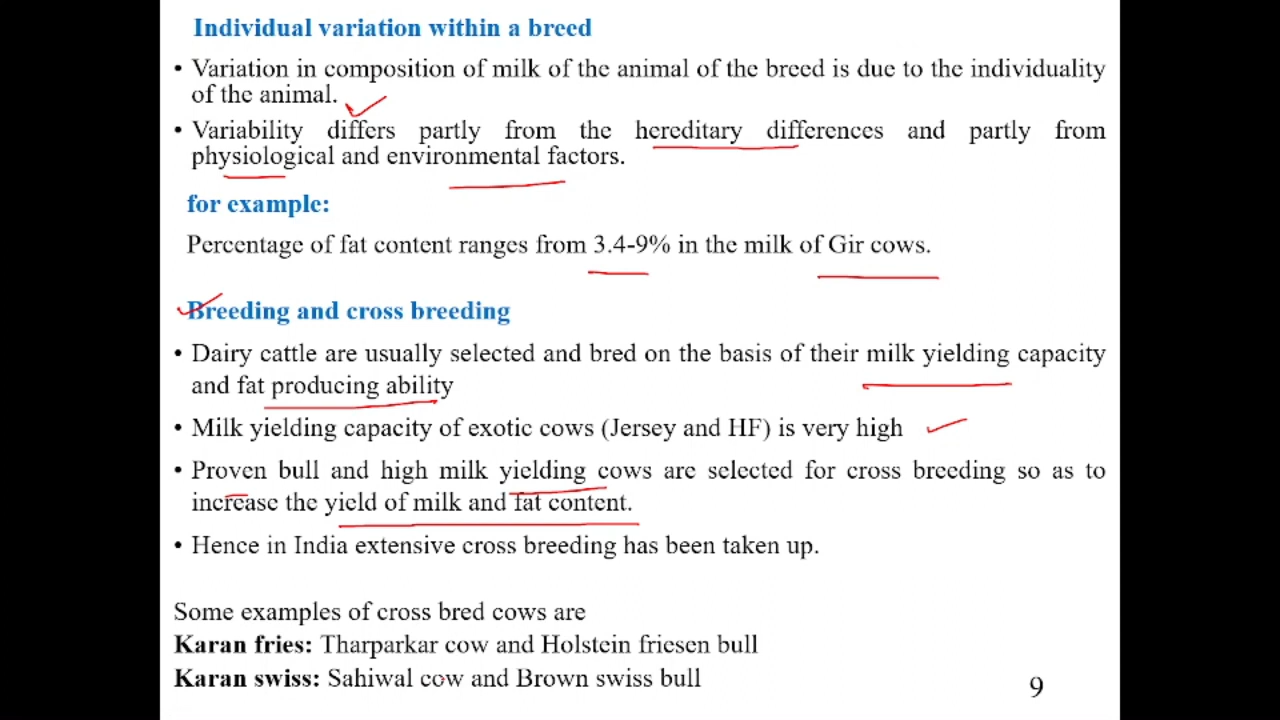 Individual variation within a breed
• Variation in composition of milk of the animal of the breed is due to the individuality
of the animal.
• Variability differs partly from the hereditary differences and partly from
physiological and environmental factors.
for example:
Percentage of fat content ranges from 3.4-9% in the milk of Gir cows.
Breeding and cross breeding
• Dairy cattle are usually selected and bred on the basis of their milk yielding capacity
and fat producing ability
• Milk yielding capacity of exotic cows (Jersey and HF) is very high
• Proven bull and high milk yielding cows are selected for cross breeding so as to
increase the yield of milk and fat content.
• Hence in India extensive cross breeding has been taken up.
Some examples of cross bred cows are
Karan fries: Tharparkar cow and Holstein friesen bull
Karan swiss: Sahiwal cow and Brown swiss bull
9